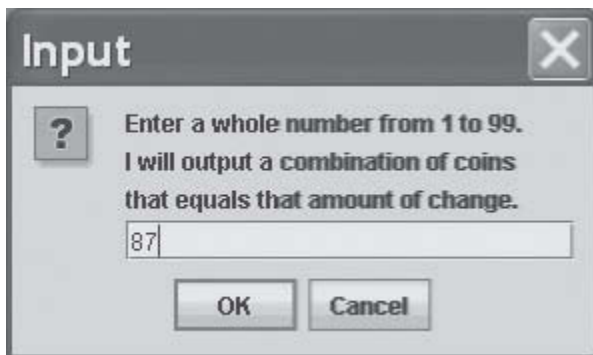 Input
?
Enter a whole number from 1 to 99.
I will output a combination of coins
that equals that amount of change.
87
OK Cancel